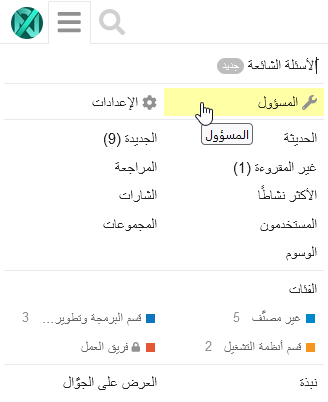 الأسئلة الشائعة جديد
المسؤول
الإعدادات
المسؤول
الحديثة
الجديدة (9)
غير المقروءة (1)
المراجعة
الأكثر نشاطًا
الشارات
المستخدمون
المجموعات
الوسوم
الفئات
غير مصنَّف 5
قسم البرمجة وتطوير... 3
قسم أنظمة التشغيل 2
فريق العمل
نبذة
العرض على الجوَّال